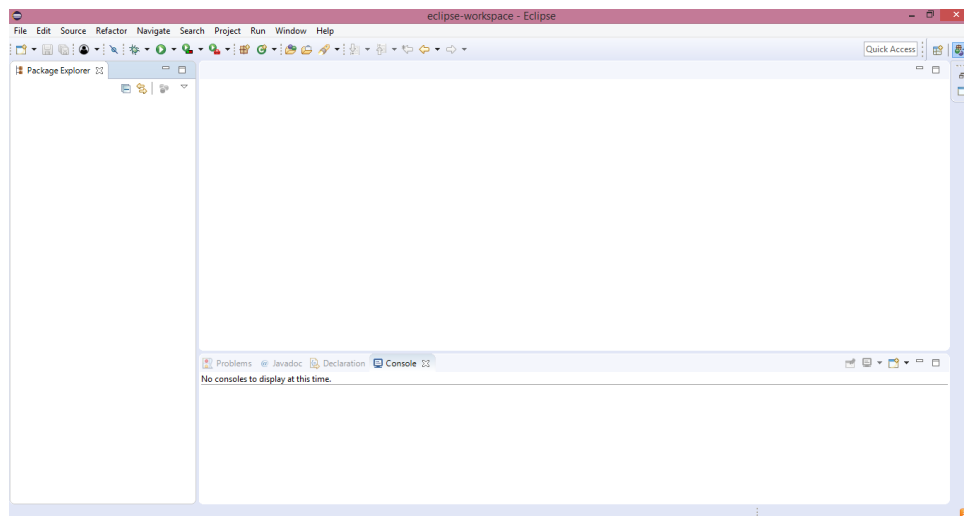 eclipse-workspace - Eclipse
File Edit Source Refactor Navigate Search Project Run Window Help
Quick Access
Package Explorer
Problems @ Javadoc Declaration Console
No consoles to display at this time.